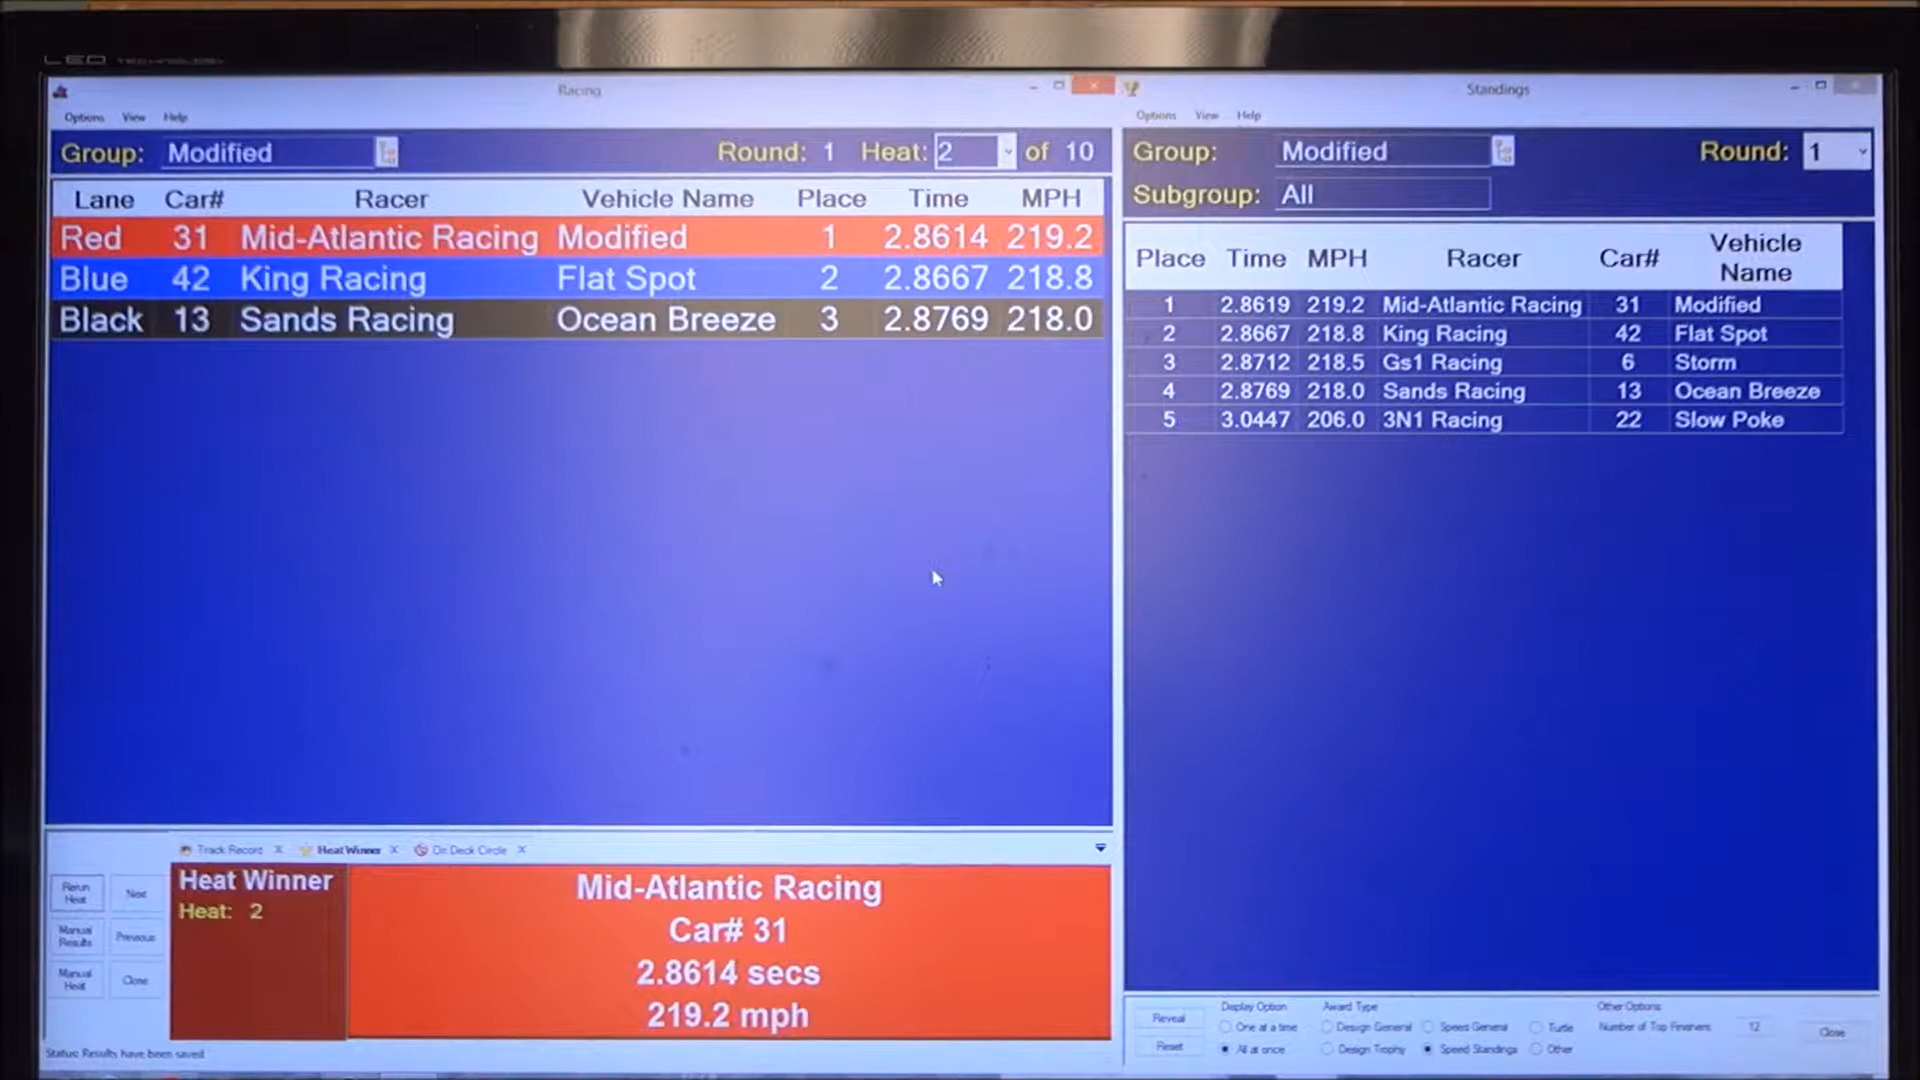 LED TECHNOLOGY
Racing
Options View Help
Group: Modified Round: 1 Heat: 2 of 10
Lane Car# Racer Vehicle Name Place Time MPH
Red 31 Mid-Atlantic Racing Modified 1 2.8614 219.2
Blue 42 King Racing Flat Spot 2 2.8667 218.8
Black 13 Sands Racing Ocean Breeze 3 2.8769 218.0
Track Record X Heat Winner X On Deck Circle X
Rerun Heat
Next
Manual Results
Previous
Manual Heat
Close
Heat Winner
Heat: 2
Mid-Atlantic Racing
Car# 31
2.8614 secs
219.2 mph
Status: Results have been saved
Standings
Options View Help
Group: Modified Round: 1
Subgroup: All
Place Time MPH Racer Car# Vehicle Name
1 2.8619 219.2 Mid-Atlantic Racing 31 Modified
2 2.8667 218.8 King Racing 42 Flat Spot
3 2.8712 218.5 Gs1 Racing 6 Storm
4 2.8769 218.0 Sands Racing 13 Ocean Breeze
5 3.0447 206.0 3N1 Racing 22 Slow Poke
Reveal
Reset
Display Option
One at a time
All at once
Award Type
Design General Speed General Turtle
Design Trophy Speed Standings Other
Other Options
Number of Top Finishers 12
Close